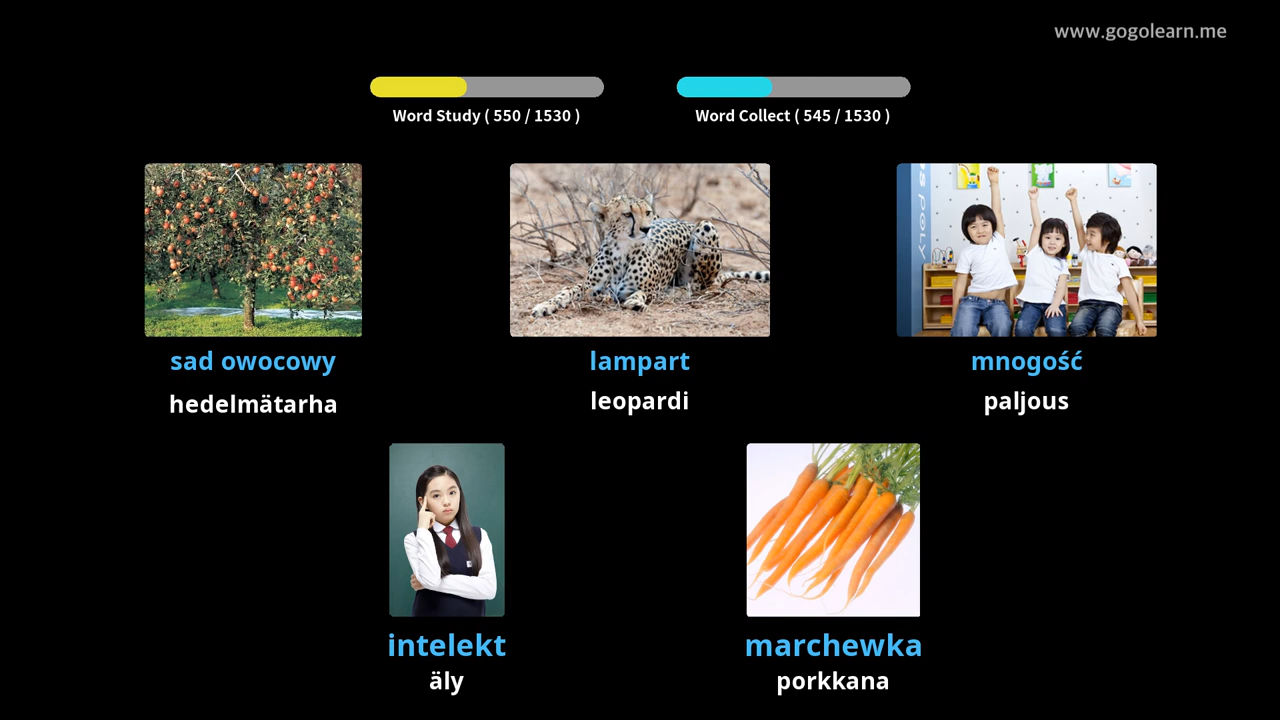 www.gogolearn.me
Word Study ( 550 / 1530 )
Word Collect ( 545 / 1530 )
sad owocowy
hedelmätarha
lampart
leopardi
mnogość
paljous
intelekt
äly
marchewka
porkkana